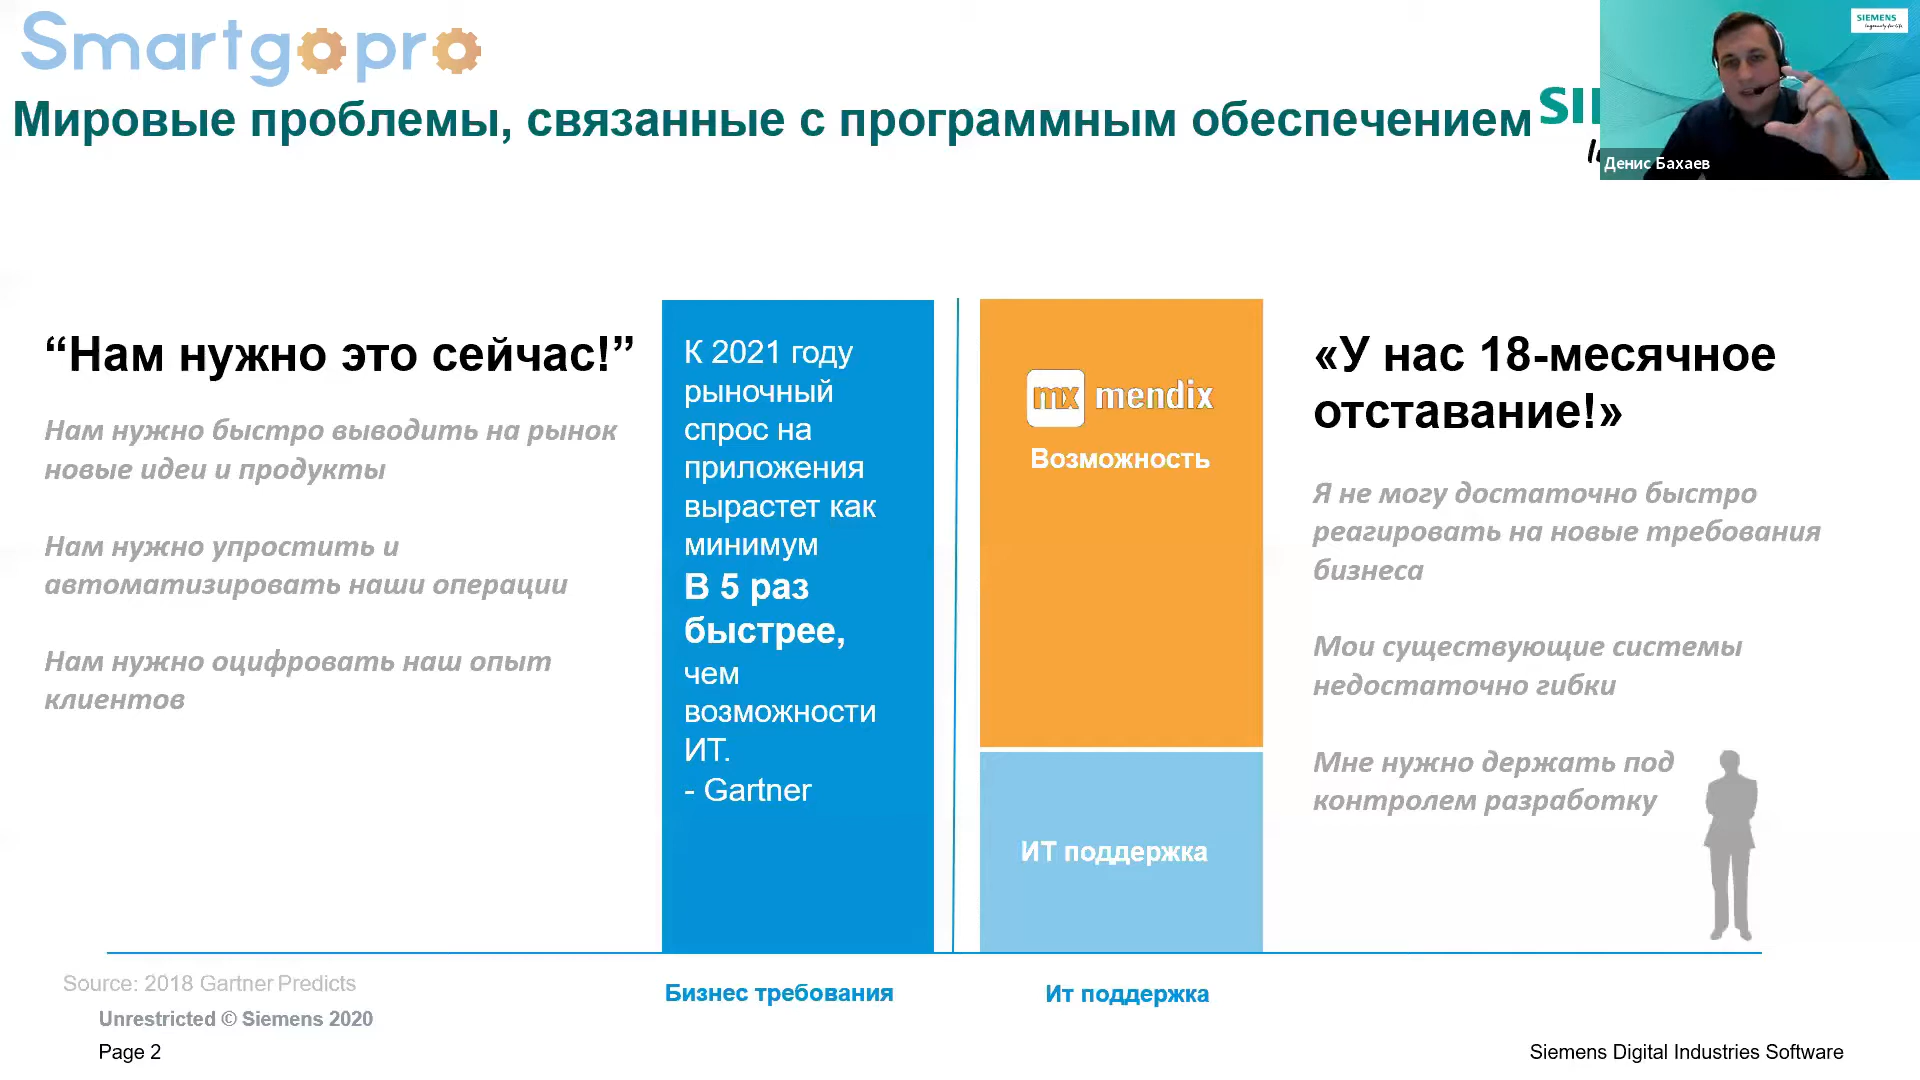 Smartgopro
SIEMENS
Ingenuity for life
Мировые проблемы, связанные с программным обеспечением
Денис Бахаев
“Нам нужно это сейчас!”
Нам нужно быстро выводить на рынок
новые идеи и продукты
Нам нужно упростить и
автоматизировать наши операции
Нам нужно оцифровать наш опыт
клиентов
К 2021 году
рыночный
спрос на
приложения
вырастет как
минимум
В 5 раз
быстрее,
чем
возможности
ИТ.
- Gartner
mx mendix
Возможность
ИТ поддержка
«У нас 18-месячное
отставание!»
Я не могу достаточно быстро
реагировать на новые требования
бизнеса
Мои существующие системы
недостаточно гибки
Мне нужно держать под
контролем разработку
Бизнес требования
Ит поддержка
Source: 2018 Gartner Predicts
Unrestricted © Siemens 2020
Page 2
Siemens Digital Industries Software